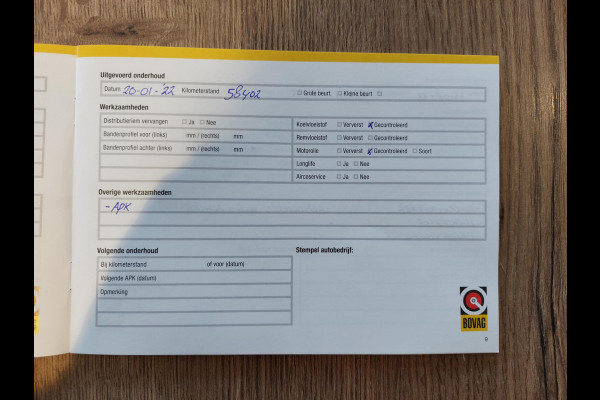 Uitgevoerd onderhoud
Datum 20-01-'22 Kilometerstand 58402 □ Grote beurt □ Kleine beurt □
Werkzaamheden
Distributieriem vervangen □ Ja □ Nee
Bandenprofiel voor (links) mm / (rechts) mm
Bandenprofiel achter (links) mm / (rechts) mm
Koelvloeistof □ Ververst ☒ Gecontroleerd
Remvloeistof □ Ververst □ Gecontroleerd
Motorolie □ Ververst ☒ Gecontroleerd □ Soort
Longlife □ Ja □ Nee
Aircoservice □ Ja □ Nee
Overige werkzaamheden
- APK
Volgende onderhoud
Bij kilometerstand of voor (datum)
Volgende APK (datum)
Opmerking
Stempel autobedrijf:
BOVAG
9